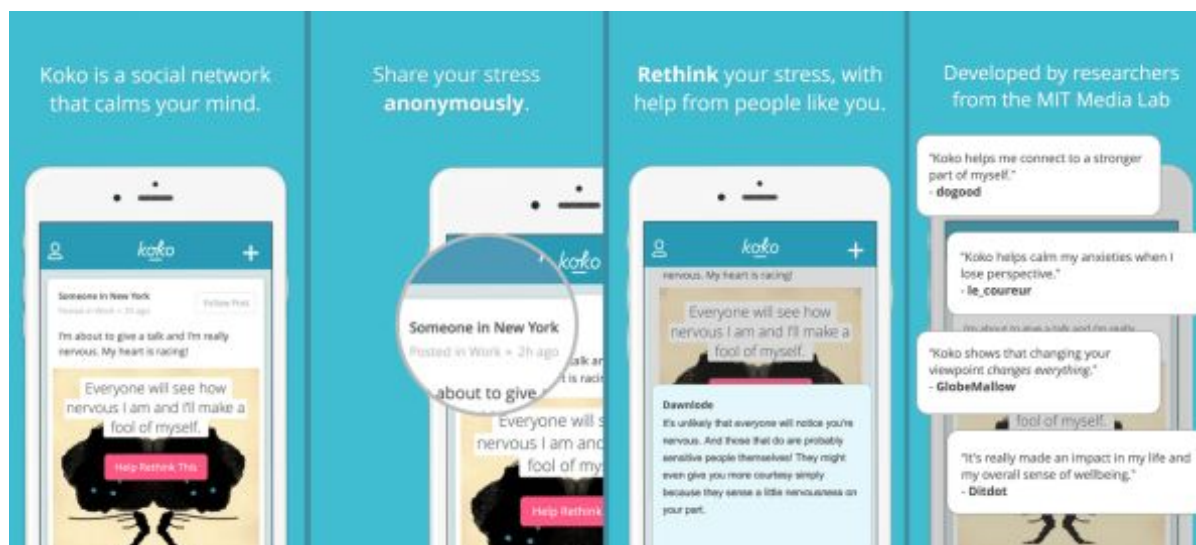 Koko is a social network
that calms your mind.
koko
Someone in New York
Posted in Work • 2h ago
Follow Post
I'm about to give a talk and I'm really
nervous. My heart is racing!
Everyone will see how
nervous I am and I'll make a
fool of myself.
Help Rethink This
Share your stress
anonymously.
koko
Someone in New York
Posted in Work • 2h ago
about to give
Everyone will s
nervous I am and
fool of my
Help Rethink
Rethink your stress, with
help from people like you.
koko
nervous. My heart is racing!
Everyone will see how
nervous I am and I'll make a
fool of myself.
Dawnlode
It's unlikely that everyone will notice you're
nervous. And those that do are probably
sensitive people themselves! They might
even give you more courtesy simply
because they sense a little nervousness on
your part.
Developed by researchers
from the MIT Media Lab
"Koko helps me connect to a stronger
part of myself."
- dogood
"Koko helps calm my anxieties when I
lose perspective."
- le_coureur
"Koko shows that changing your
viewpoint changes everything."
- GlobeMallow
fool of myself.
"It's really made an impact in my life and
my overall sense of wellbeing."
- Ditdot